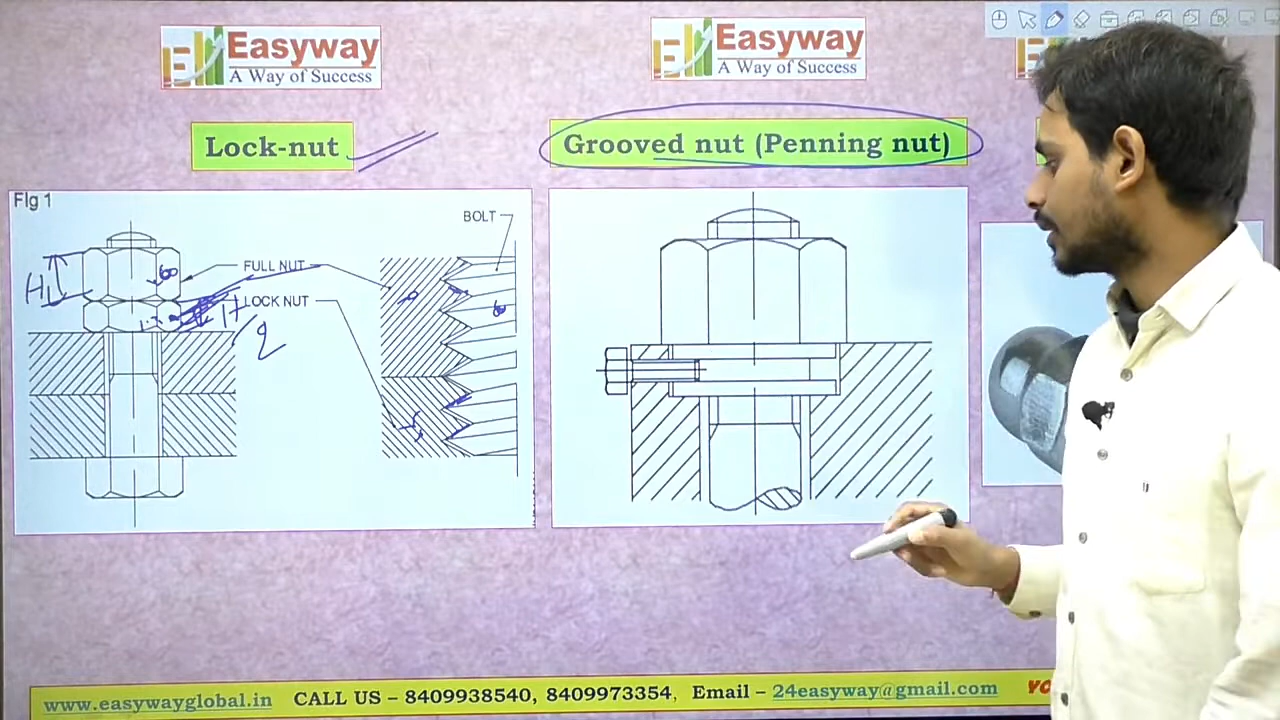 Easyway
A Way of Success
Easyway
A Way of Success
Lock-nut
Grooved nut (Penning nut)
FIg 1
BOLT
FULL NUT
LOCK NUT
H
www.easywayglobal.in CALL US – 8409938540, 8409973354, Email – 24easyway@gmail.com YO